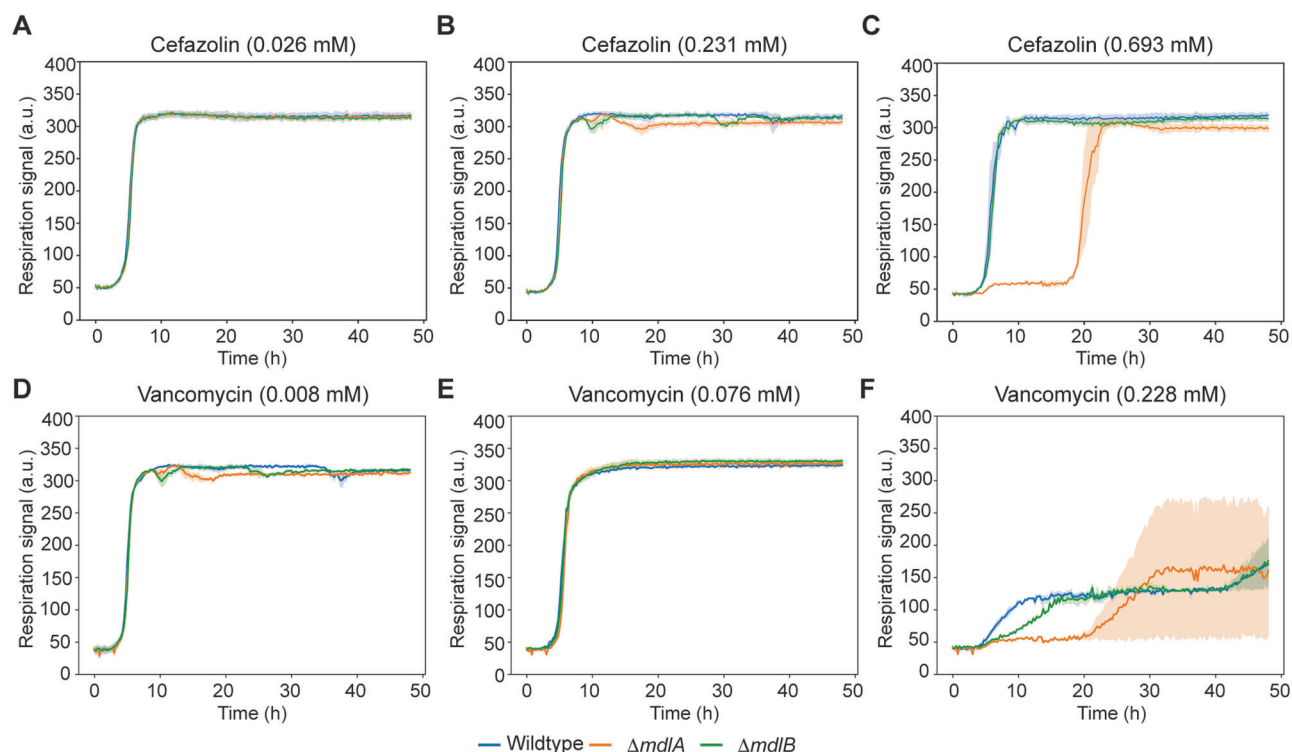 A
Cefazolin (0.026 mM)
Respiration signal (a.u.)
400
350
300
250
200
150
100
50
0
0 10 20 30 40 50
Time (h)
B
Cefazolin (0.231 mM)
Respiration signal (a.u.)
400
350
300
250
200
150
100
50
0
0 10 20 30 40 50
Time (h)
C
Cefazolin (0.693 mM)
Respiration signal (a.u.)
400
350
300
250
200
150
100
50
0
0 10 20 30 40 50
Time (h)
D
Vancomycin (0.008 mM)
Respiration signal (a.u.)
400
350
300
250
200
150
100
50
0
0 10 20 30 40 50
Time (h)
E
Vancomycin (0.076 mM)
Respiration signal (a.u.)
400
350
300
250
200
150
100
50
0
0 10 20 30 40 50
Time (h)
F
Vancomycin (0.228 mM)
Respiration signal (a.u.)
400
350
300
250
200
150
100
50
0
0 10 20 30 40 50
Time (h)
Wildtype ΔmdlA ΔmdlB